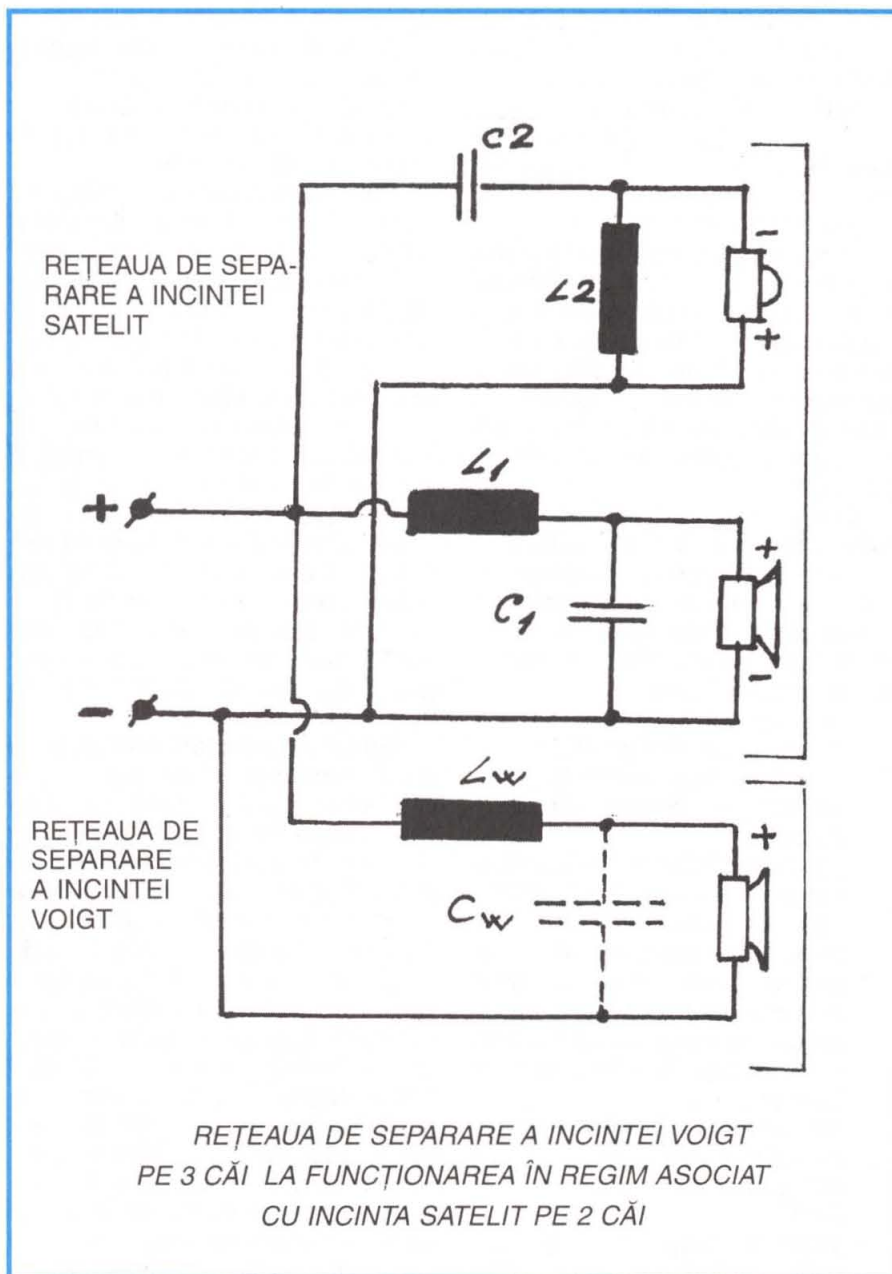 C2
REȚEAUA DE SEPA-
RARE A INCINTEI
SATELIT
L2
-
+
L1
+
+
C1
-
-
Lw
REȚEAUA DE
SEPARARE
A INCINTEI
VOIGT
+
Cw
REȚEAUA DE SEPARARE A INCINTEI VOIGT
PE 3 CĂI LA FUNCȚIONAREA ÎN REGIM ASOCIAT
CU INCINTA SATELIT PE 2 CĂI